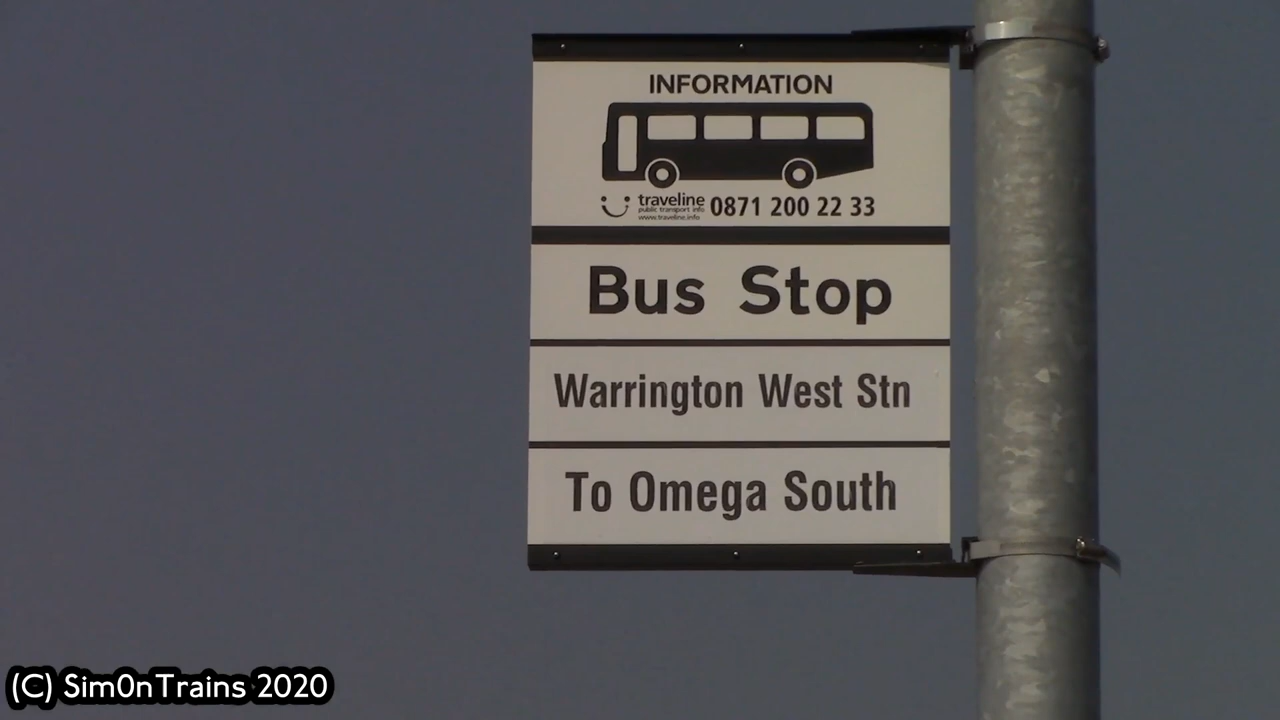 INFORMATION
traveline
public transport info
www.traveline.info
0871 200 22 33
Bus Stop
Warrington West Stn
To Omega South
(C) Sim0nTrains 2020